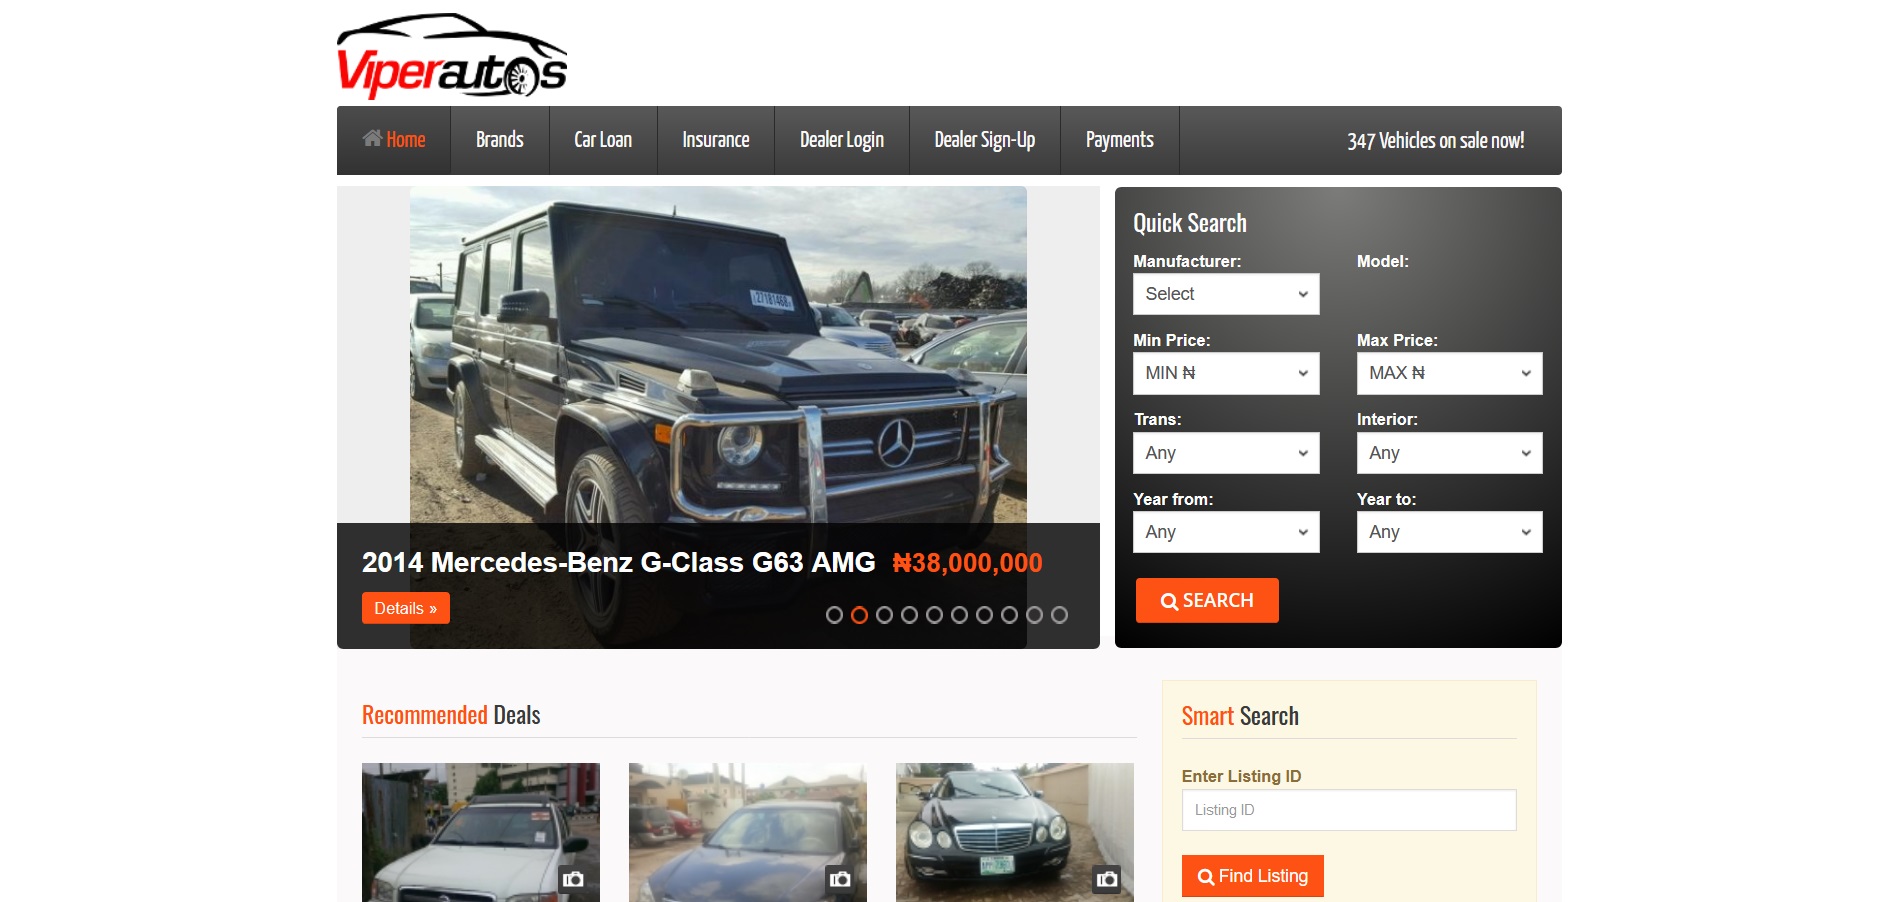 Viperautos
Home
Brands
Car Loan
Insurance
Dealer Login
Dealer Sign-Up
Payments
347 Vehicles on sale now!
27181468
2014 Mercedes-Benz G-Class G63 AMG ₦38,000,000
Details »
Quick Search
Manufacturer:
Model:
Select
Min Price:
Max Price:
MIN ₦
MAX ₦
Trans:
Interior:
Any
Any
Year from:
Year to:
Any
Any
SEARCH
Recommended Deals
Smart Search
Enter Listing ID
Listing ID
Find Listing